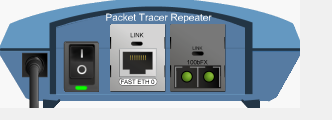 Packet Tracer Repeater
LINK
LINK
100bFX
FAST ETH 0